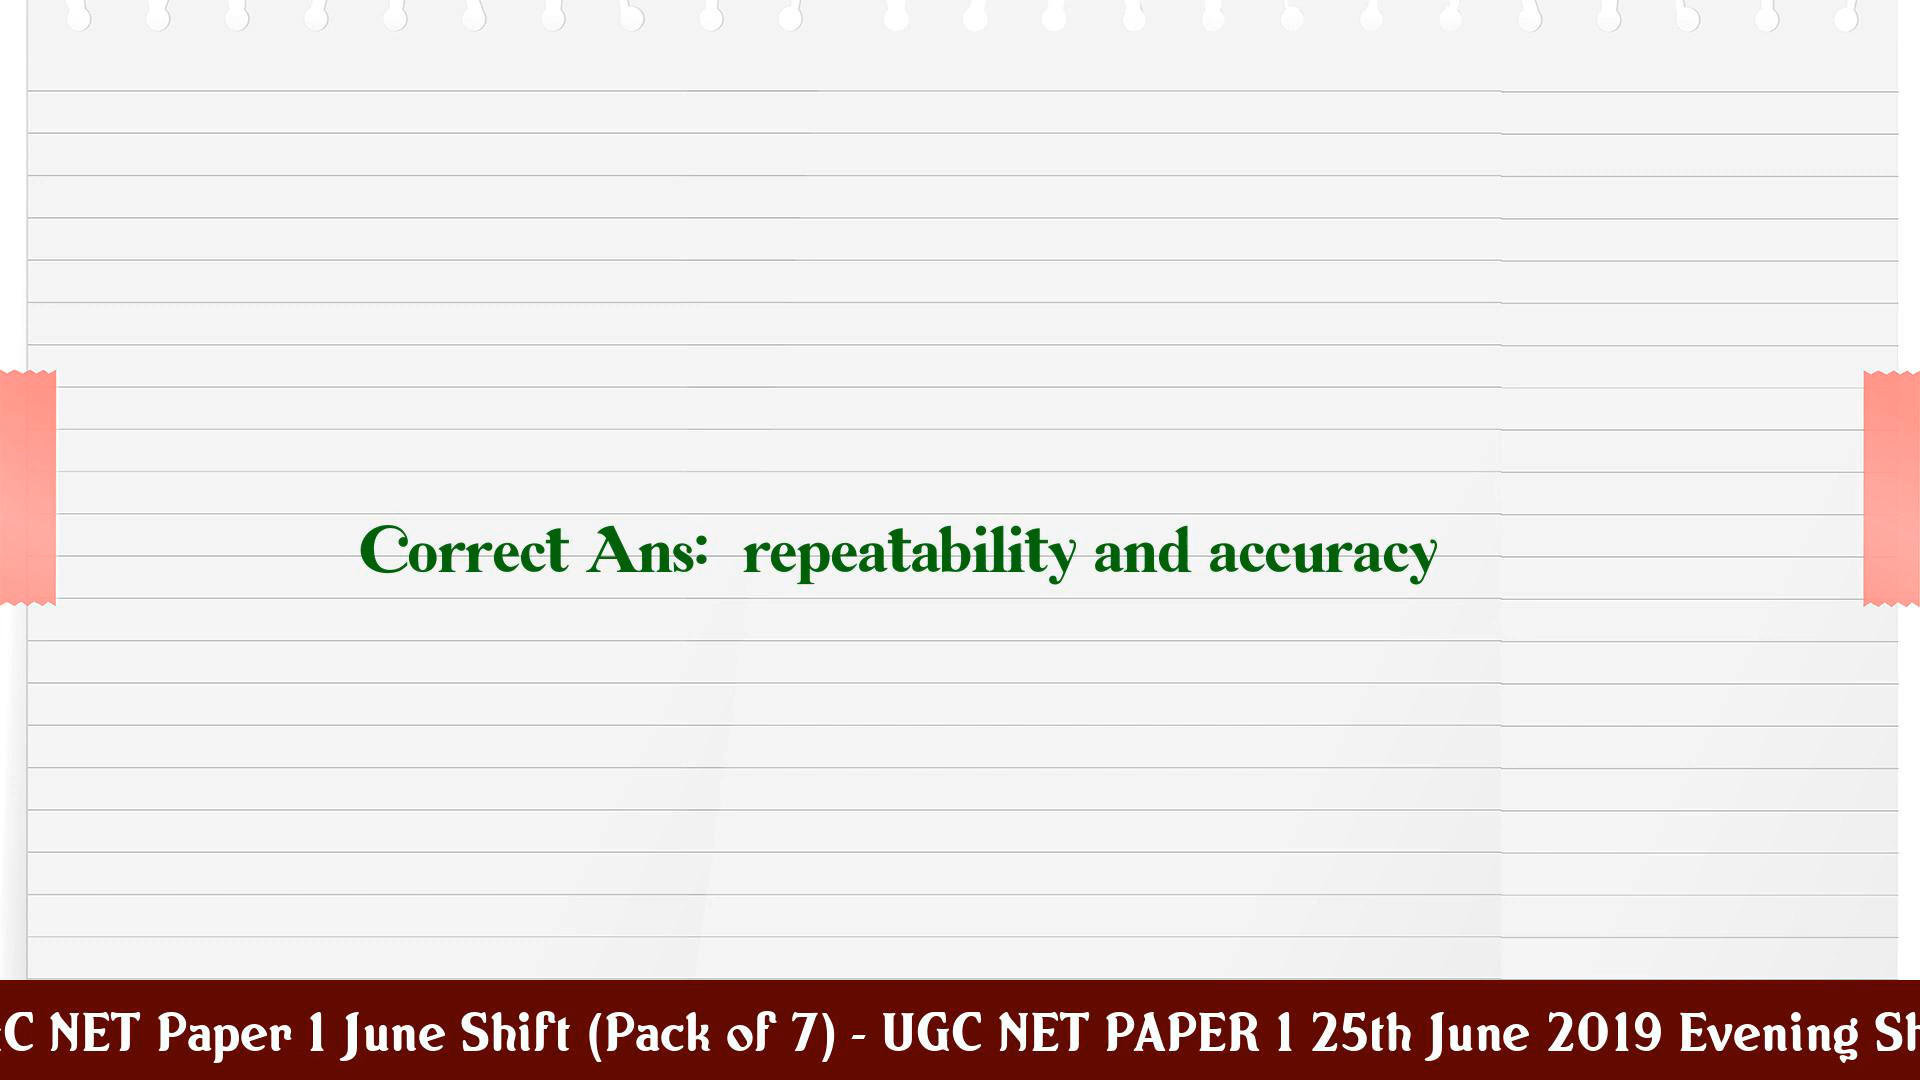 Correct Ans: repeatability and accuracy
C NET Paper 1 June Shift (Pack of 7) - UGC NET PAPER 1 25th June 2019 Evening Sh